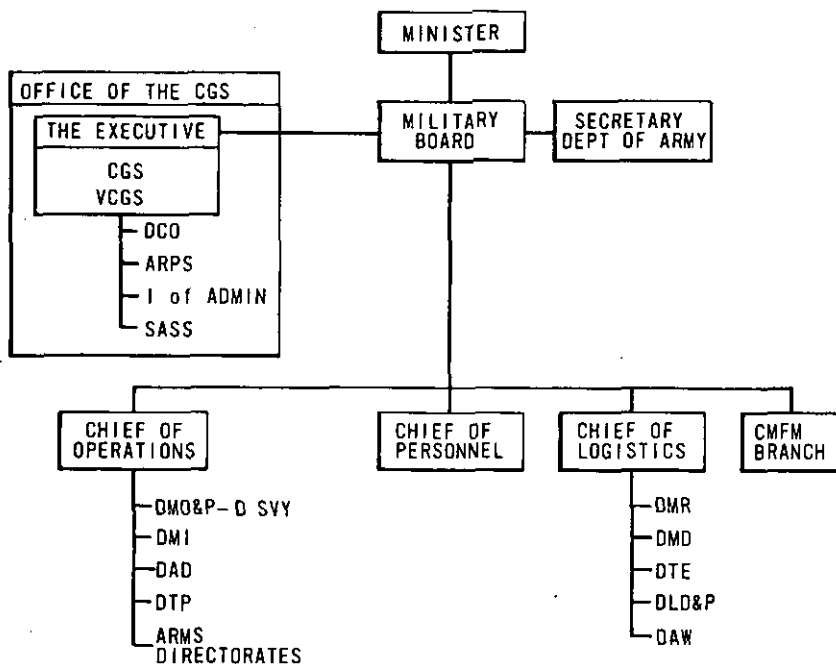 MINISTER
OFFICE OF THE CGS
THE EXECUTIVE
CGS
VCGS
DCO
ARPS
I of ADMIN
SASS
MILITARY
BOARD
SECRETARY
DEPT OF ARMY
CHIEF OF
OPERATIONS
DMO&P-D SVY
DMI
DAD
DTP
ARMS
DIRECTORATES
CHIEF OF
PERSONNEL
CHIEF OF
LOGISTICS
DMR
DMD
DTE
DLD&P
DAW
CMFM
BRANCH